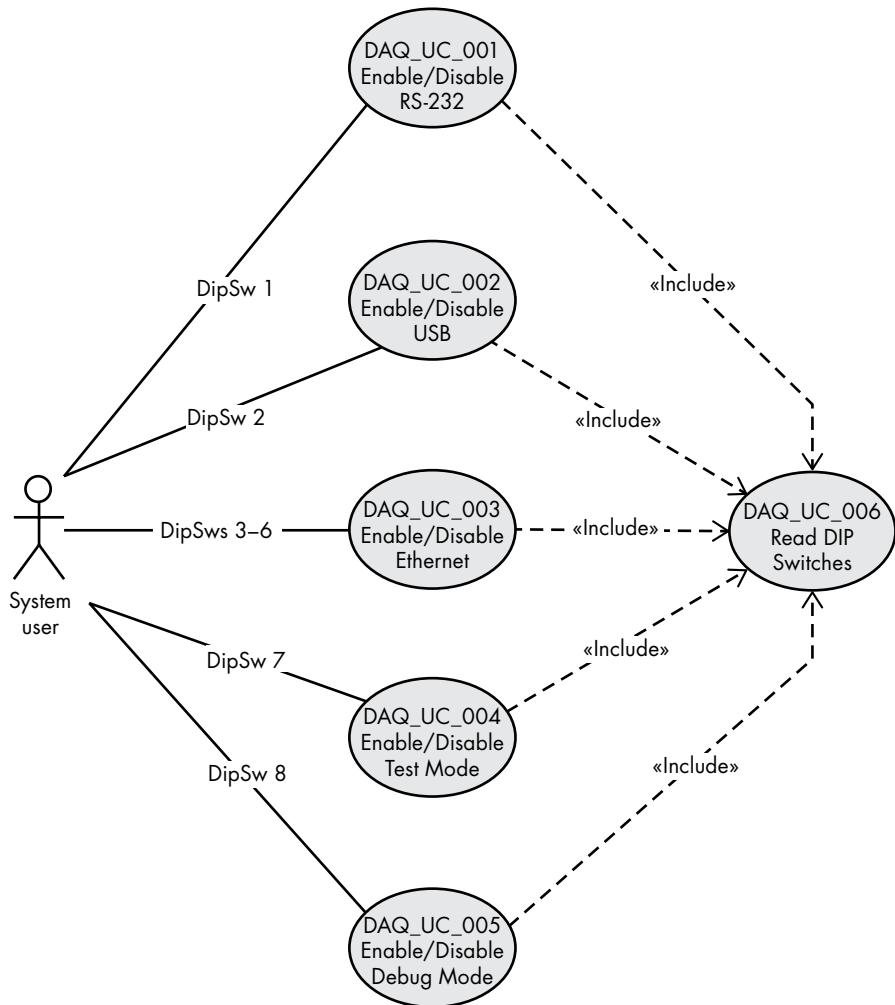 DAQ_UC_001
Enable/Disable
RS-232
«Include»
DipSw 1
DAQ_UC_002
Enable/Disable
USB
DipSw 2
«Include»
System
user
DipSws 3–6
DAQ_UC_003
Enable/Disable
Ethernet
«Include»
DAQ_UC_006
Read DIP
Switches
DipSw 7
DAQ_UC_004
Enable/Disable
Test Mode
«Include»
DipSw 8
«Include»
DAQ_UC_005
Enable/Disable
Debug Mode